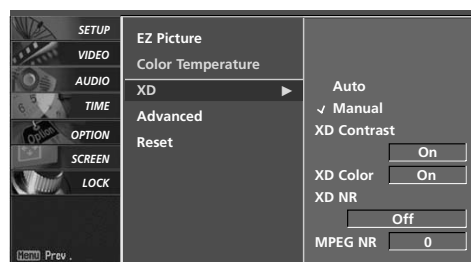 SETUP
VIDEO
AUDIO
TIME
OPTION
SCREEN
LOCK
Menu Prev.
EZ Picture
Color Temperature
XD ▶
Advanced
Reset
Auto
✓ Manual
XD Contrast
On
XD Color On
XD NR
Off
MPEG NR 0